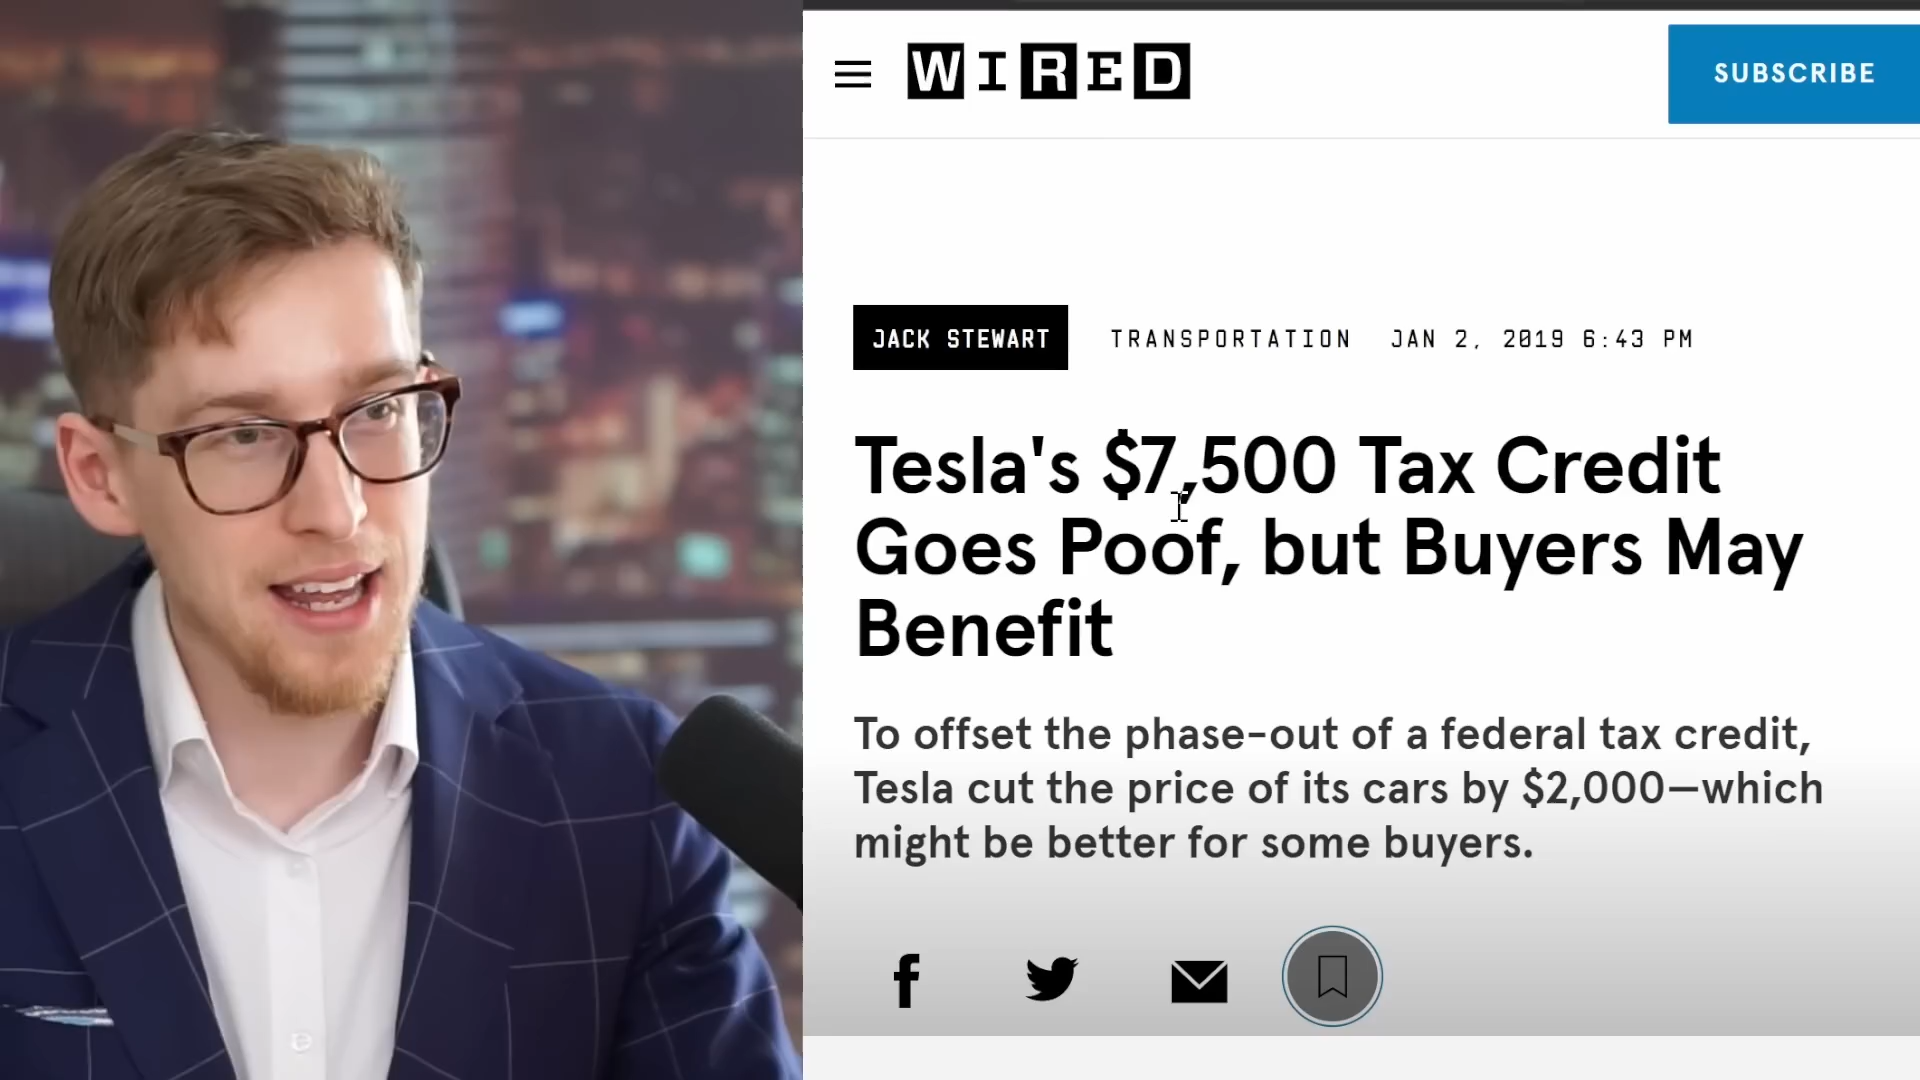 WIRED
SUBSCRIBE
JACK STEWART TRANSPORTATION JAN 2, 2019 6:43 PM
Tesla's $7,500 Tax Credit
Goes Poof, but Buyers May
Benefit
To offset the phase-out of a federal tax credit,
Tesla cut the price of its cars by $2,000—which
might be better for some buyers.